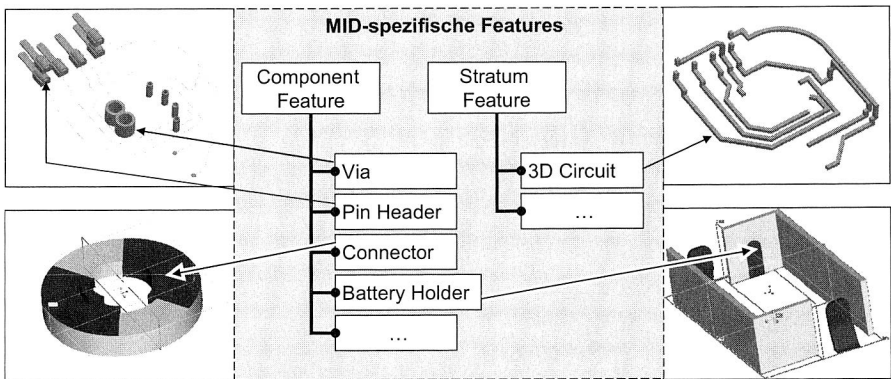 MID-spezifische Features
Component
Feature
Stratum
Feature
Via
3D Circuit
Pin Header
...
Connector
Battery Holder
...